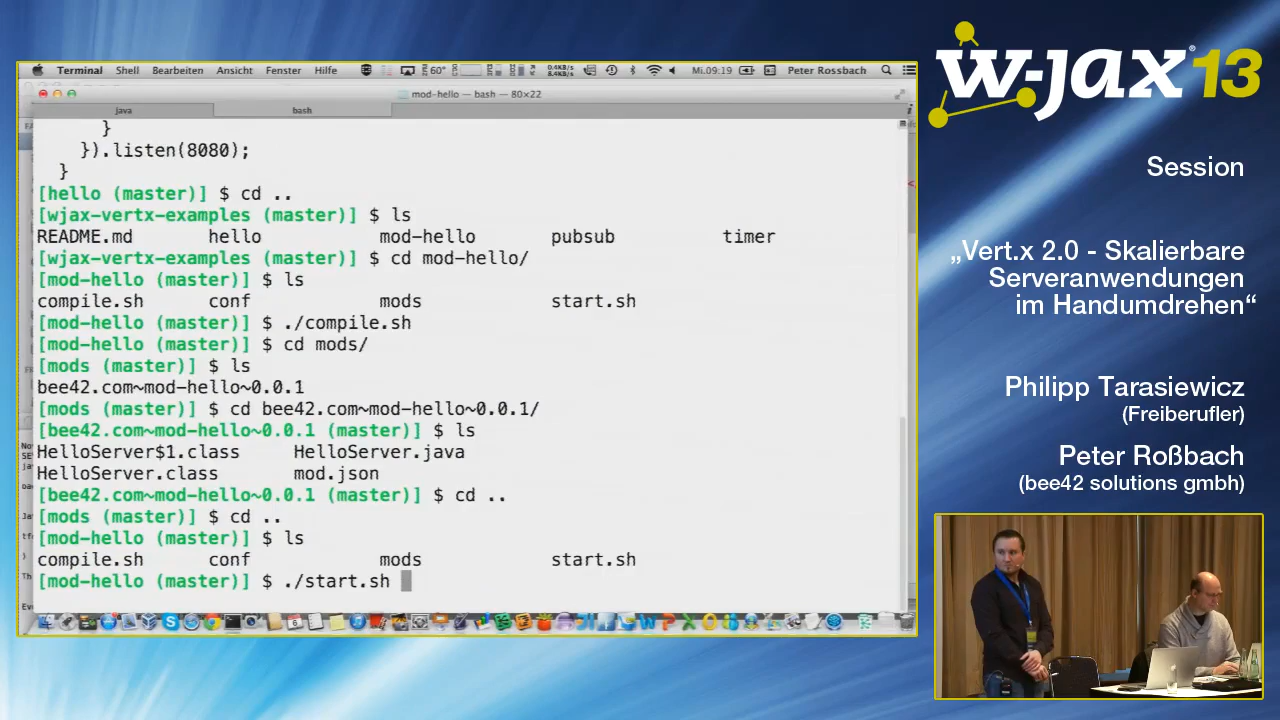 Terminal Shell Bearbeiten Ansicht Fenster Hilfe 60° 0.4KB/s 8.4KB/s Mi.09:19 Peter Rossbach
mod-hello — bash — 80×22
java bash
}
}).listen(8080);
}
[hello (master)] $ cd ..
[wjax-vertx-examples (master)] $ ls
README.md hello mod-hello pubsub timer
[wjax-vertx-examples (master)] $ cd mod-hello/
[mod-hello (master)] $ ls
compile.sh conf mods start.sh
[mod-hello (master)] $ ./compile.sh
[mod-hello (master)] $ cd mods/
[mods (master)] $ ls
bee42.com~mod-hello~0.0.1
[mods (master)] $ cd bee42.com~mod-hello~0.0.1/
[bee42.com~mod-hello~0.0.1 (master)] $ ls
HelloServer$1.class HelloServer.java
HelloServer.class mod.json
[bee42.com~mod-hello~0.0.1 (master)] $ cd ..
[mods (master)] $ cd ..
[mod-hello (master)] $ ls
compile.sh conf mods start.sh
[mod-hello (master)] $ ./start.sh
w-jax® 13
Session
„Vert.x 2.0 - Skalierbare
Serveranwendungen
im Handumdrehen“
Philipp Tarasiewicz
(Freiberufler)
Peter Roßbach
(bee42 solutions gmbh)